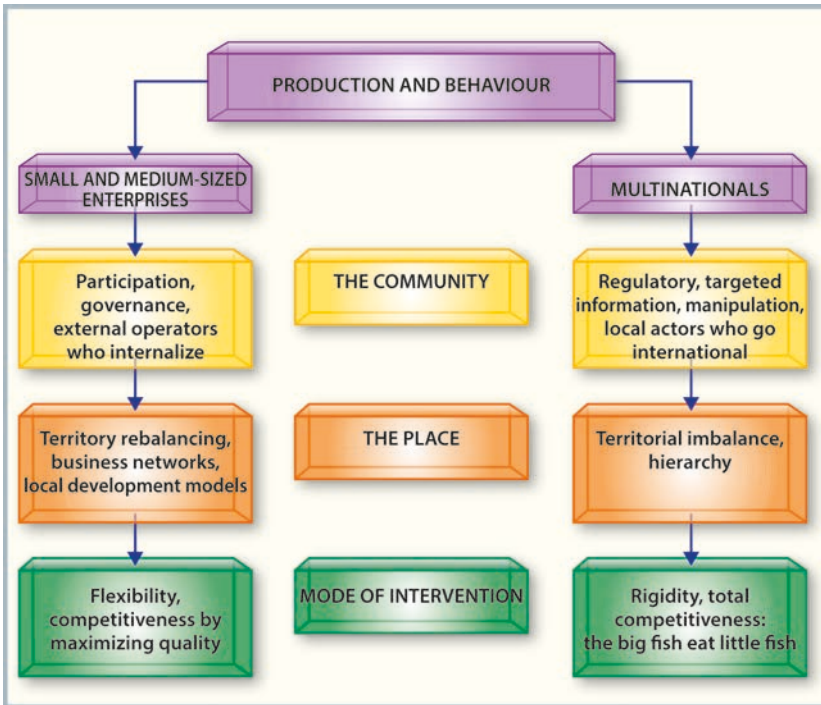 PRODUCTION AND BEHAVIOUR
SMALL AND MEDIUM-SIZED
ENTERPRISES
MULTINATIONALS
Participation,
governance,
external operators
who internalize
THE COMMUNITY
Regulatory, targeted
information, manipulation,
local actors who go
international
Territory rebalancing,
business networks,
local development models
THE PLACE
Territorial imbalance,
hierarchy
Flexibility,
competitiveness by
maximizing quality
MODE OF INTERVENTION
Rigidity, total
competitiveness:
the big fish eat little fish